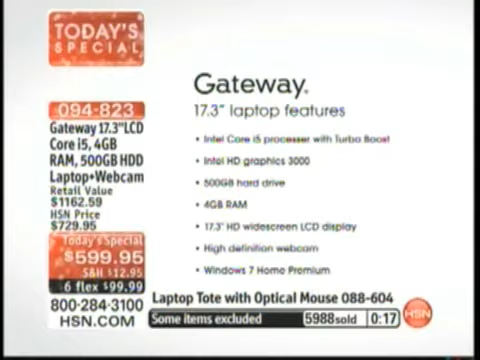 TODAY'S
SPECIAL
094-823
Gateway 17.3"LCD
Core i5, 4GB
RAM, 500GB HDD
Laptop+Webcam
Retail Value
$1162.59
HSN Price
$729.95
Today's Special
$599.95
S&H $12.95
6 flex $99.99
800-284-3100
HSN.COM
Gateway.
17.3" laptop features
• Intel Core i5 processer with Turbo Boost
• Intel HD graphics 3000
• 500GB hard drive
• 4GB RAM
• 17.3" HD widescreen LCD display
• High definition webcam
• Windows 7 Home Premium
Laptop Tote with Optical Mouse 088-604
Some items excluded
5988sold
0:17
HSN